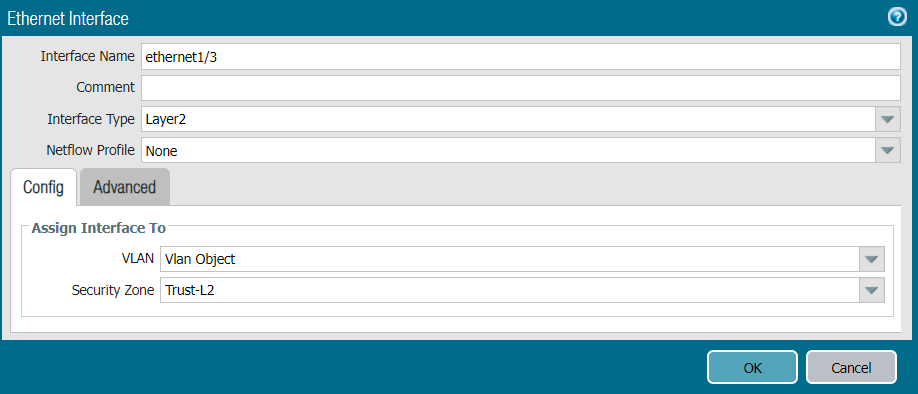 Ethernet Interface
Interface Name ethernet1/3
Comment
Interface Type Layer2
Netflow Profile None
Config Advanced
Assign Interface To
VLAN Vlan Object
Security Zone Trust-L2
OK Cancel